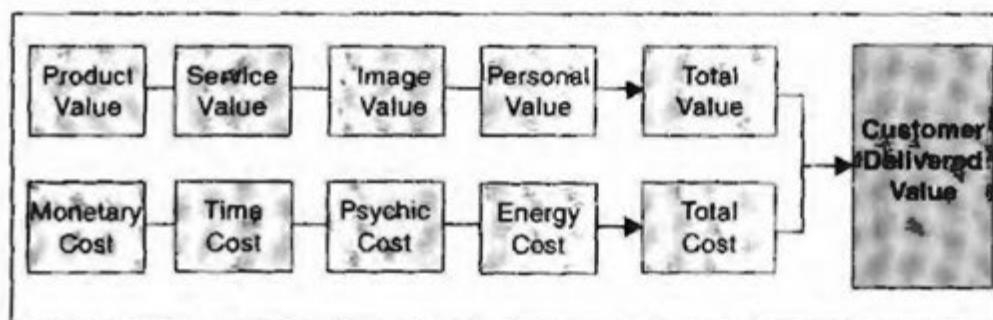 Product
Value
Service
Value
Image
Value
Personal
Value
Total
Value
Customer
Delivered
Value
Monetary
Cost
Time
Cost
Psychic
Cost
Energy
Cost
Total
Cost